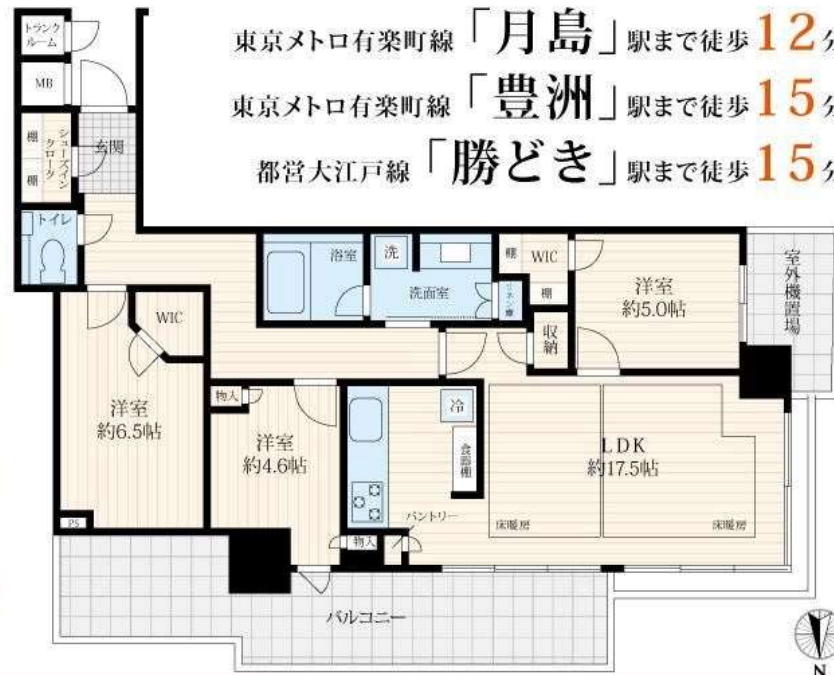 東京メトロ有楽町線「月島」駅まで徒歩12分
東京メトロ有楽町線「豊洲」駅まで徒歩15分
都営大江戸線「勝どき」駅まで徒歩15分
トランク
ルーム
MB
棚
棚
シューズイン
クローク
玄関
トイレ
浴室
洗
洗面室
リネン庫
棚
WIC
棚
収納
洋室
約5.0帖
室外機置場
WIC
洋室
約6.5帖
物入
洋室
約4.6帖
冷
食器棚
パントリー
LDK
約17.5帖
床暖房
床暖房
PS
物入
バルコニー
N